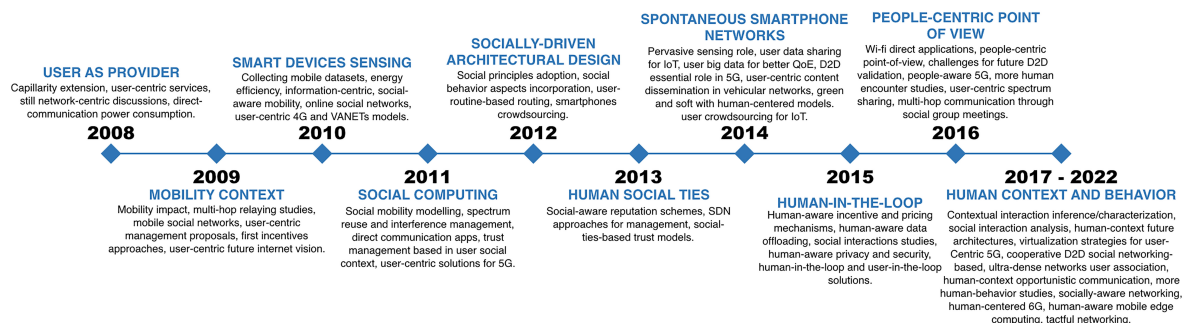 USER AS PROVIDER
Capillarity extension, user-centric services,
still network-centric discussions, direct-
communication power consumption.
2008
2009
MOBILITY CONTEXT
Mobility impact, multi-hop relaying studies,
mobile social networks, user-centric
management proposals, first incentives
approaches, user-centric future internet vision.
SMART DEVICES SENSING
Collecting mobile datasets, energy
efficiency, information-centric, social-
aware mobility, online social networks,
user-centric 4G and VANETs models.
2010
2011
SOCIAL COMPUTING
Social mobility modelling, spectrum
reuse and interference management,
direct communication apps, trust
management based in user social
context, user-centric solutions for 5G.
SOCIALLY-DRIVEN
ARCHITECTURAL DESIGN
Social principles adoption, social
behavior aspects incorporation, user-
routine-based routing, smartphones
crowdsourcing.
2012
2013
HUMAN SOCIAL TIES
Social-aware reputation schemes, SDN
approaches for management, social-
ties-based trust models.
SPONTANEOUS SMARTPHONE
NETWORKS
Pervasive sensing role, user data sharing
for IoT, user big data for better QoE, D2D
essential role in 5G, user-centric content
dissemination in vehicular networks, green
and soft with human-centered models.
user crowdsourcing for IoT.
2014
2015
HUMAN-IN-THE-LOOP
Human-aware incentive and pricing
mechanisms, human-aware data
offloading, social interactions studies,
human-aware privacy and security,
human-in-the-loop and user-in-the-loop
solutions.
PEOPLE-CENTRIC POINT
OF VIEW
Wi-fi direct applications, people-centric
point-of-view, challenges for future D2D
validation, people-aware 5G, more human
encounter studies, user-centric spectrum
sharing, multi-hop communication through
social group meetings.
2016
2017 - 2022
HUMAN CONTEXT AND BEHAVIOR
Contextual interaction inference/characterization,
social interaction analysis, human-context future
architectures, virtualization strategies for user-
Centric 5G, cooperative D2D social networking-
based, ultra-dense networks user association,
human-context opportunistic communication, more
human-behavior studies, socially-aware networking,
human-centered 6G, human-aware mobile edge
computing, tactful networking.